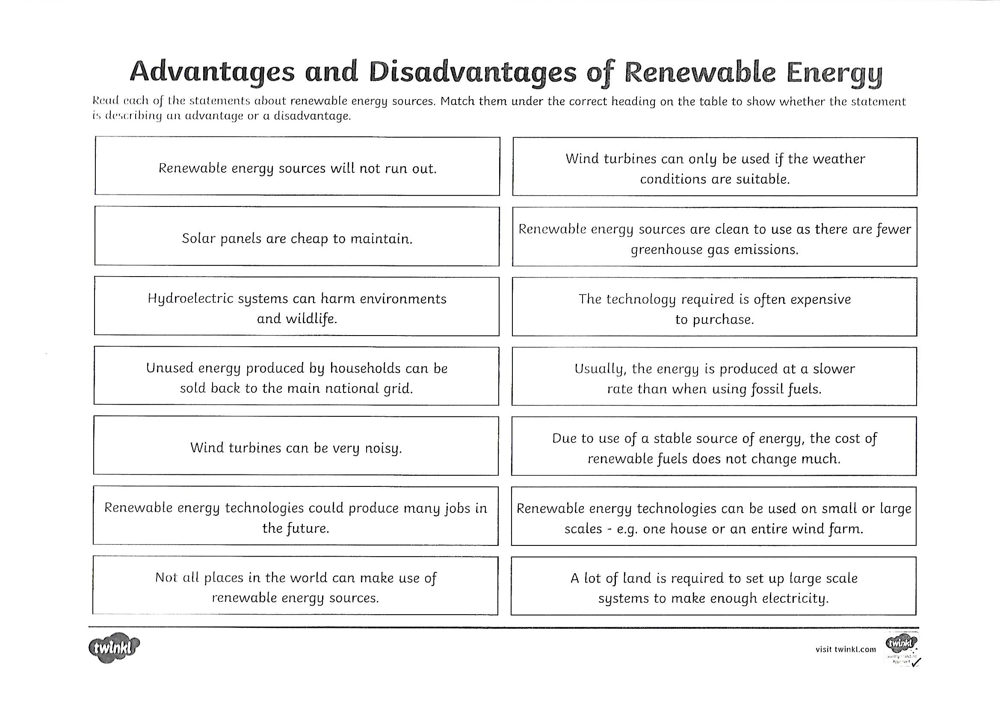 Advantages and Disadvantages of Renewable Energy
Read each of the statements about renewable energy sources. Match them under the correct heading on the table to show whether the statement
is describing an advantage or a disadvantage.
Renewable energy sources will not run out.
Wind turbines can only be used if the weather
conditions are suitable.
Solar panels are cheap to maintain.
Renewable energy sources are clean to use as there are fewer
greenhouse gas emissions.
Hydroelectric systems can harm environments
and wildlife.
The technology required is often expensive
to purchase.
Unused energy produced by households can be
sold back to the main national grid.
Usually, the energy is produced at a slower
rate than when using fossil fuels.
Wind turbines can be very noisy.
Due to use of a stable source of energy, the cost of
renewable fuels does not change much.
Renewable energy technologies could produce many jobs in
the future.
Renewable energy technologies can be used on small or large
scales - e.g. one house or an entire wind farm.
Not all places in the world can make use of
renewable energy sources.
A lot of land is required to set up large scale
systems to make enough electricity.
twinkl
visit twinkl.com
twinkl
Quality Standard
Approved